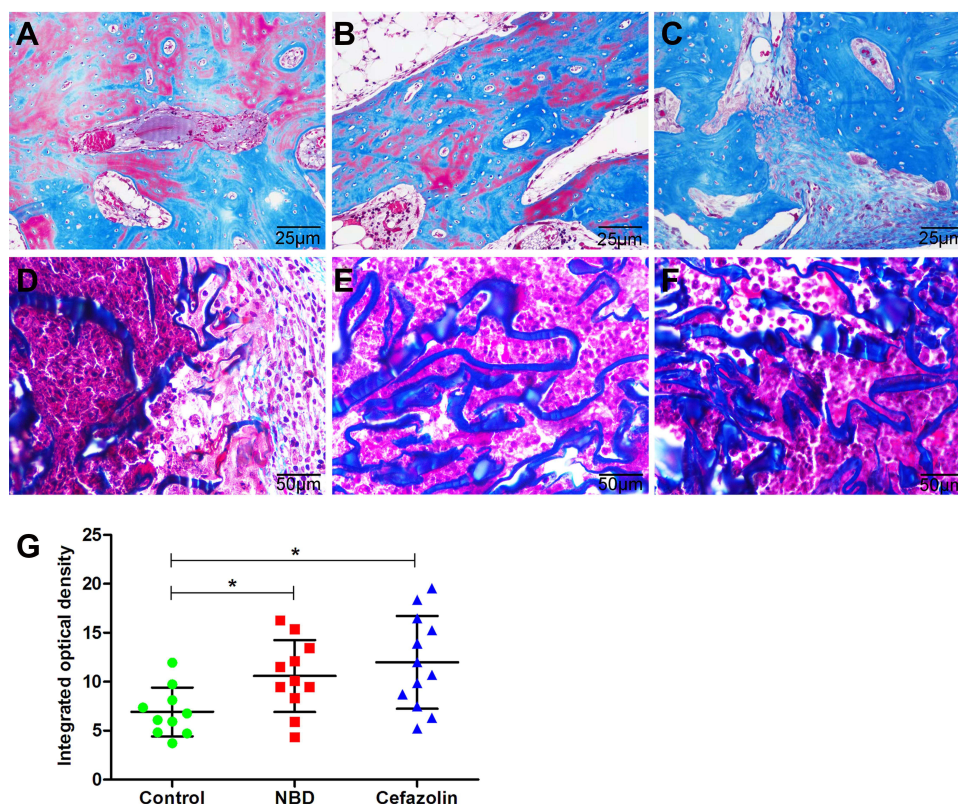 A B C
25μm 25μm 25μm
D E F
50μm 50μm 50μm
G
Integrated optical density
25
20
15
10
5
0
*
*
Control NBD Cefazolin